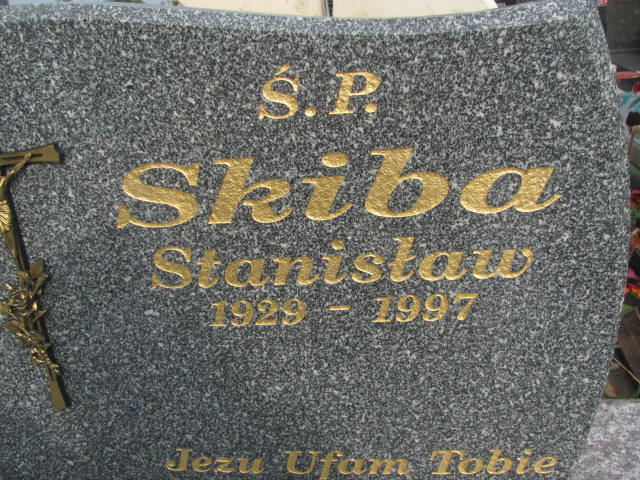 Ś. P.
Skiba
Stanisław
1929 - 1997
Jezu Ufam Tobie